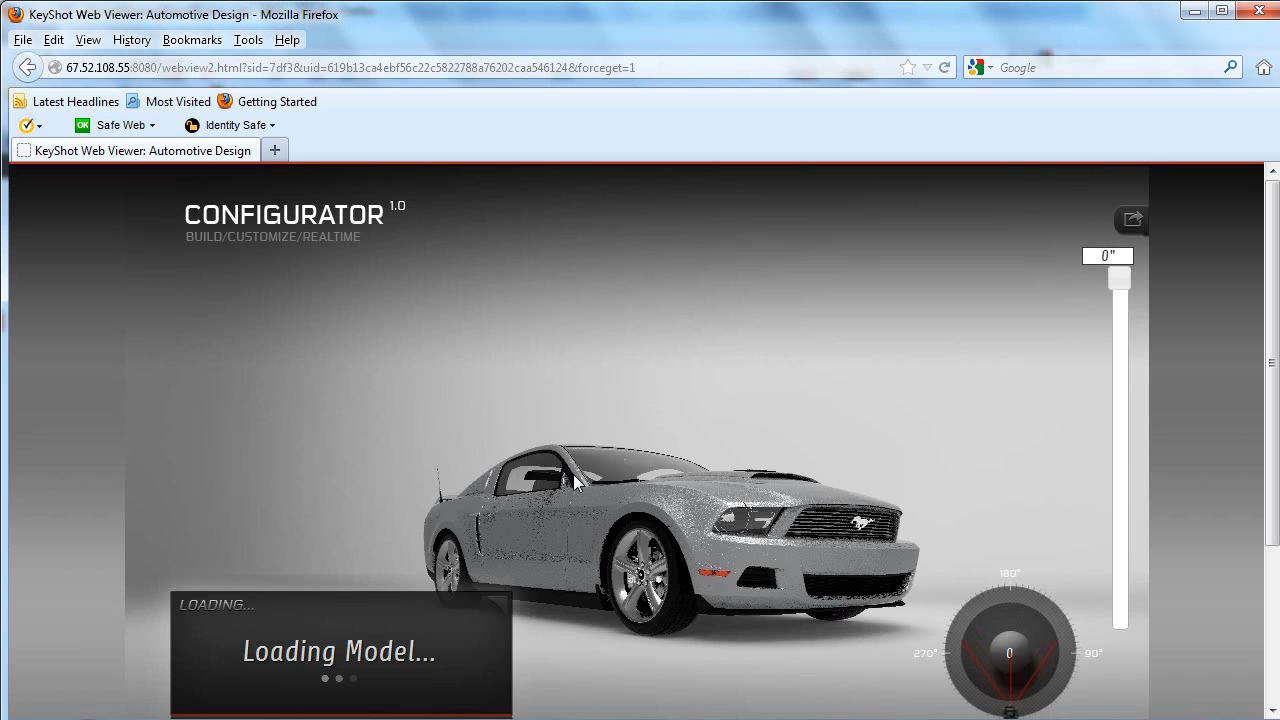 KeyShot Web Viewer: Automotive Design - Mozilla Firefox
File Edit View History Bookmarks Tools Help
67.52.108.55:8080/webview2.html?sid=7df3&uid=619b13ca4ebf56c22c5822788a76202caa546124&forceget=1
Google
Latest Headlines Most Visited Getting Started
OK Safe Web Identity Safe
KeyShot Web Viewer: Automotive Design
CONFIGURATOR 1.0
BUILD/CUSTOMIZE/REALTIME
0"
LOADING...
Loading Model...
180°
270° 0 90°